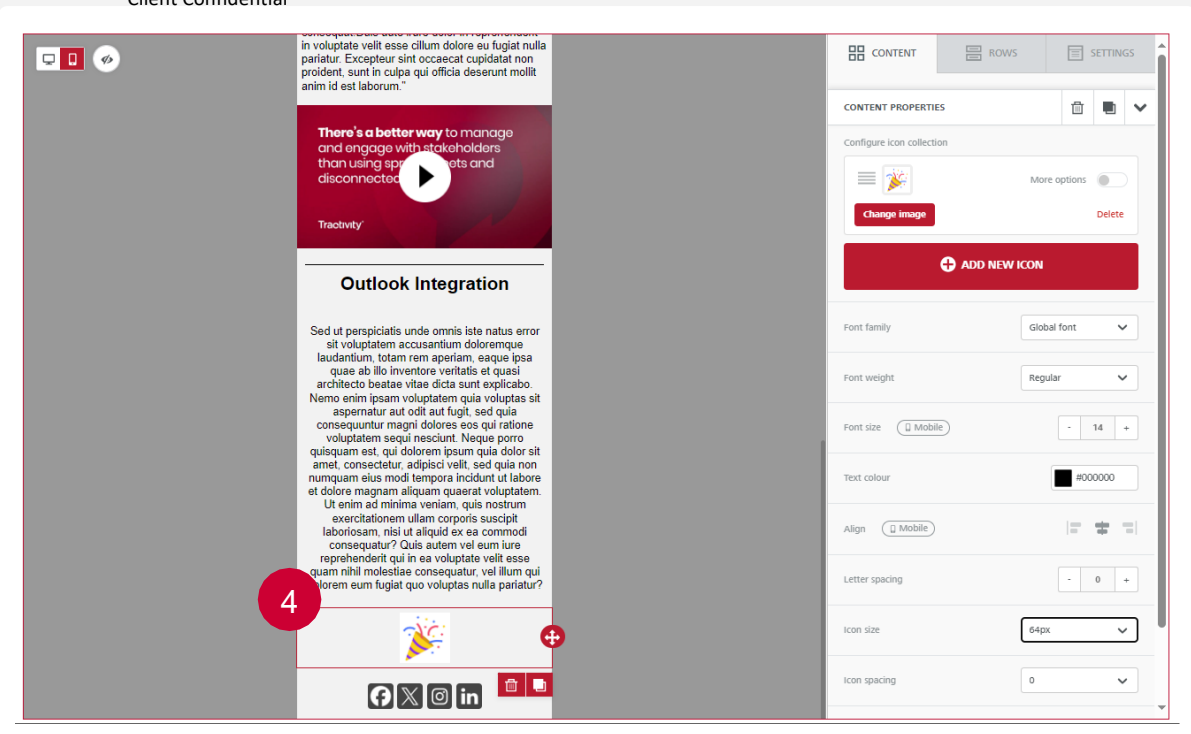 Client Confidential
in voluptate velit esse cillum dolore eu fugiat nulla
pariatur. Excepteur sint occaecat cupidatat non
proident, sunt in culpa qui officia deserunt mollit
anim id est laborum."
There's a better way to manage
and engage with stakeholders
than using
disconnected
Tractivity
Outlook Integration
Sed ut perspiciatis unde omnis iste natus error
sit voluptatem accusantium doloremque
laudantium, totam rem aperiam, eaque ipsa
quae ab illo inventore veritatis et quasi
architecto beatae vitae dicta sunt explicabo.
Nemo enim ipsam voluptatem quia voluptas sit
aspernatur aut odit aut fugit, sed quia
consequuntur magni dolores eos qui ratione
voluptatem sequi nesciunt. Neque porro
quisquam est, qui dolorem ipsum quia dolor sit
amet, consectetur, adipisci velit, sed quia non
numquam eius modi tempora incidunt ut labore
et dolore magnam aliquam quaerat voluptatem.
Ut enim ad minima veniam, quis nostrum
exercitationem ullam corporis suscipit
laboriosam, nisi ut aliquid ex ea commodi
consequatur? Quis autem vel eum iure
reprehenderit qui in ea voluptate velit esse
quam nihil molestiae consequatur, vel illum qui
dolorem eum fugiat quo voluptas nulla pariatur?
4
CONTENT
ROWS
SETTINGS
CONTENT PROPERTIES
Configure icon collection
More options
Change image
Delete
ADD NEW ICON
Font family
Global font
Font weight
Regular
Font size
Mobile
- 14 +
Text colour
#000000
Align
Mobile
Letter spacing
- 0 +
Icon size
64px
Icon spacing
0